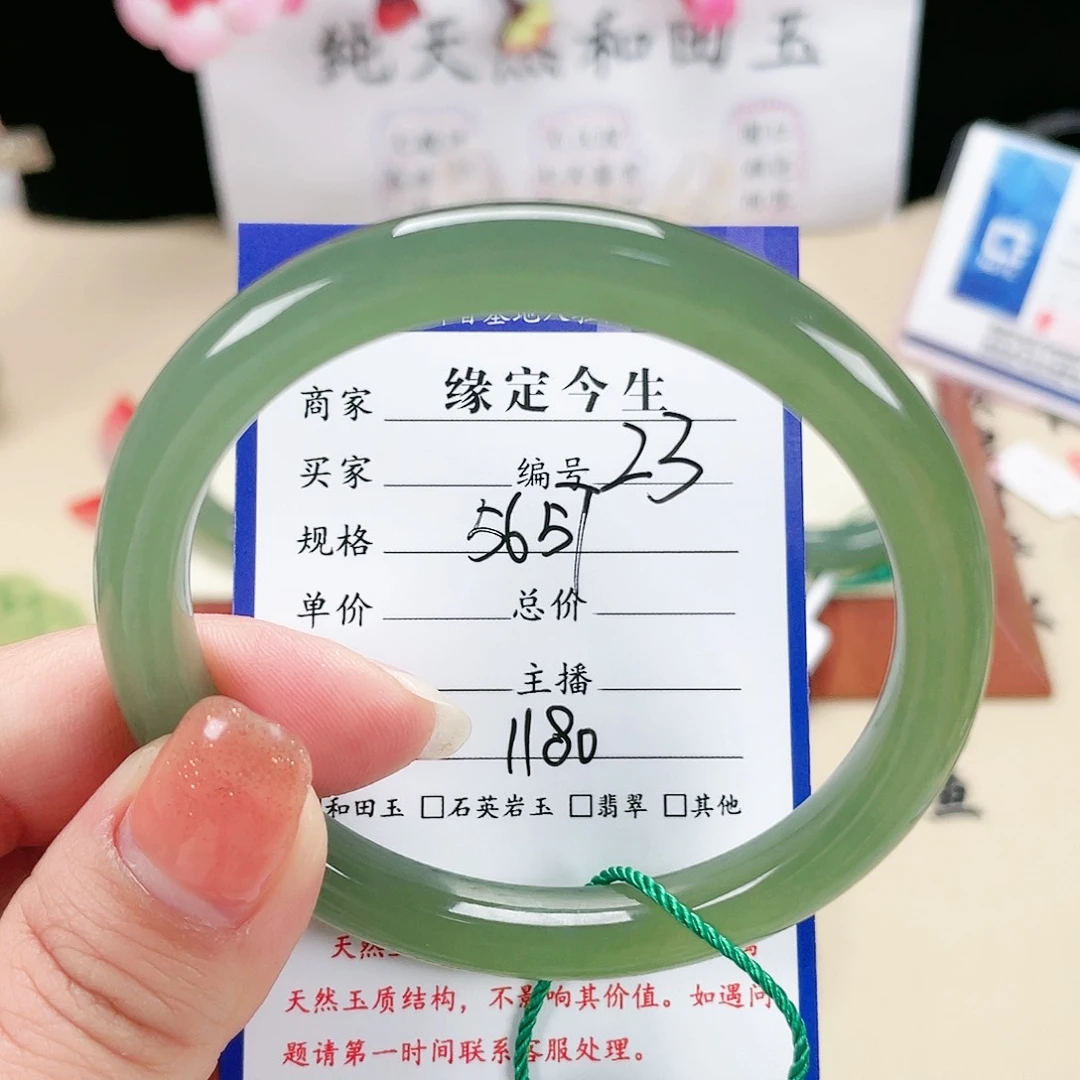 纯天然和田玉
商家 缘定今生
买家 编号 23
规格 565T
单价 总价
主播
1180
和田玉 □石英岩玉 □翡翠 □其他
天然
天然玉质结构，不影响其价值。如遇问
题请第一时间联系客服处理。